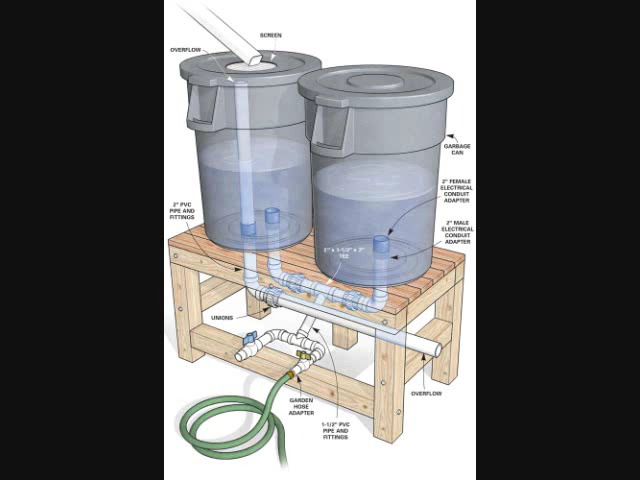 SCREEN
OVERFLOW
GARBAGE
CAN
2" FEMALE
ELECTRICAL
CONDUIT
ADAPTER
2" PVC
PIPE AND
FITTINGS
2" MALE
ELECTRICAL
CONDUIT
ADAPTER
2" x 1-1/2" x 2"
TEE
UNIONS
OVERFLOW
GARDEN
HOSE
ADAPTER
1-1/2" PVC
PIPE AND
FITTINGS